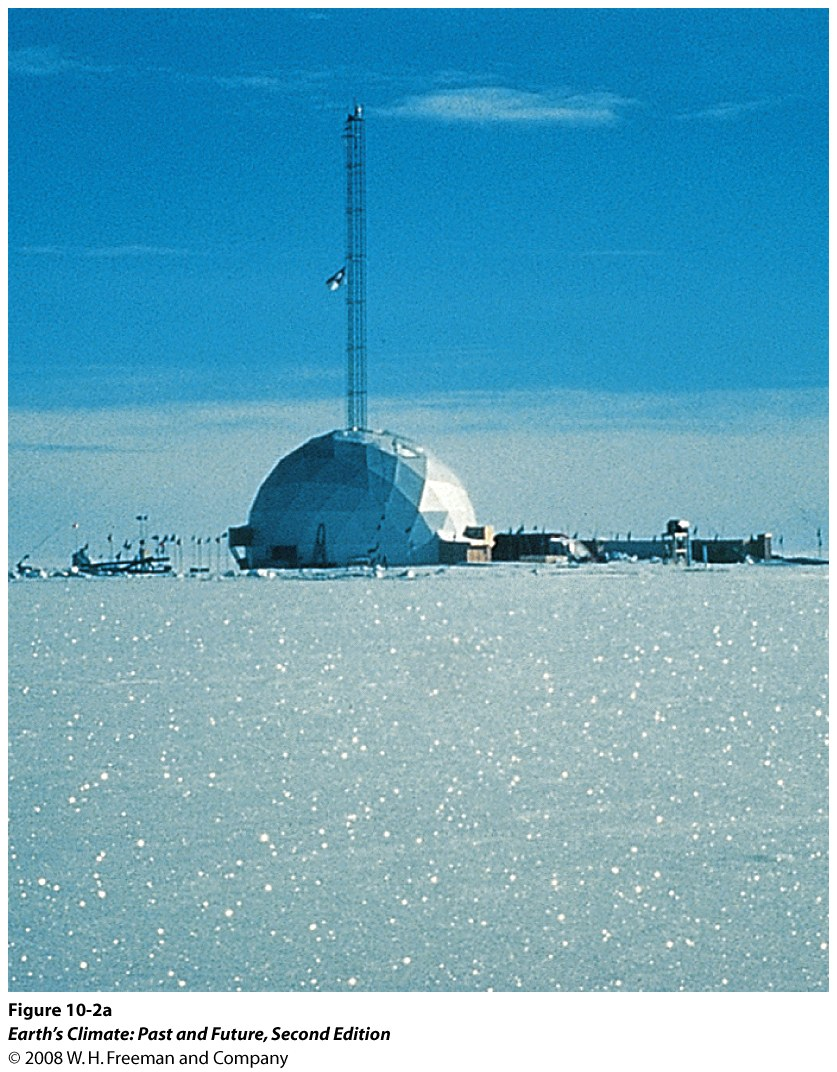 Figure 10-2a
Earth's Climate: Past and Future, Second Edition
© 2008 W. H. Freeman and Company